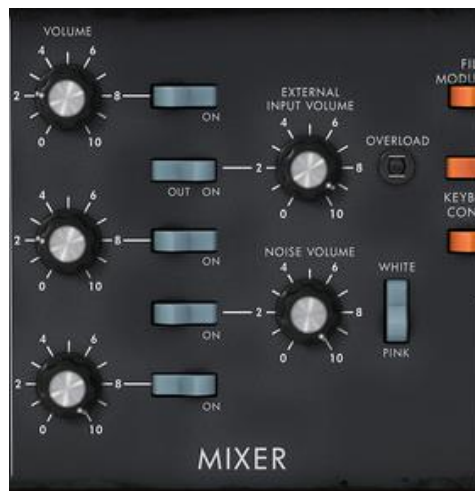 VOLUME
4 6
2 8
0 10
ON
EXTERNAL
INPUT VOLUME
4 6
2 8
0 10
OVERLOAD
OUT ON
4 6
2 8
0 10
ON
NOISE VOLUME
4 6
2 8
0 10
WHITE
PINK
ON
4 6
2 8
0 10
ON
MIXER